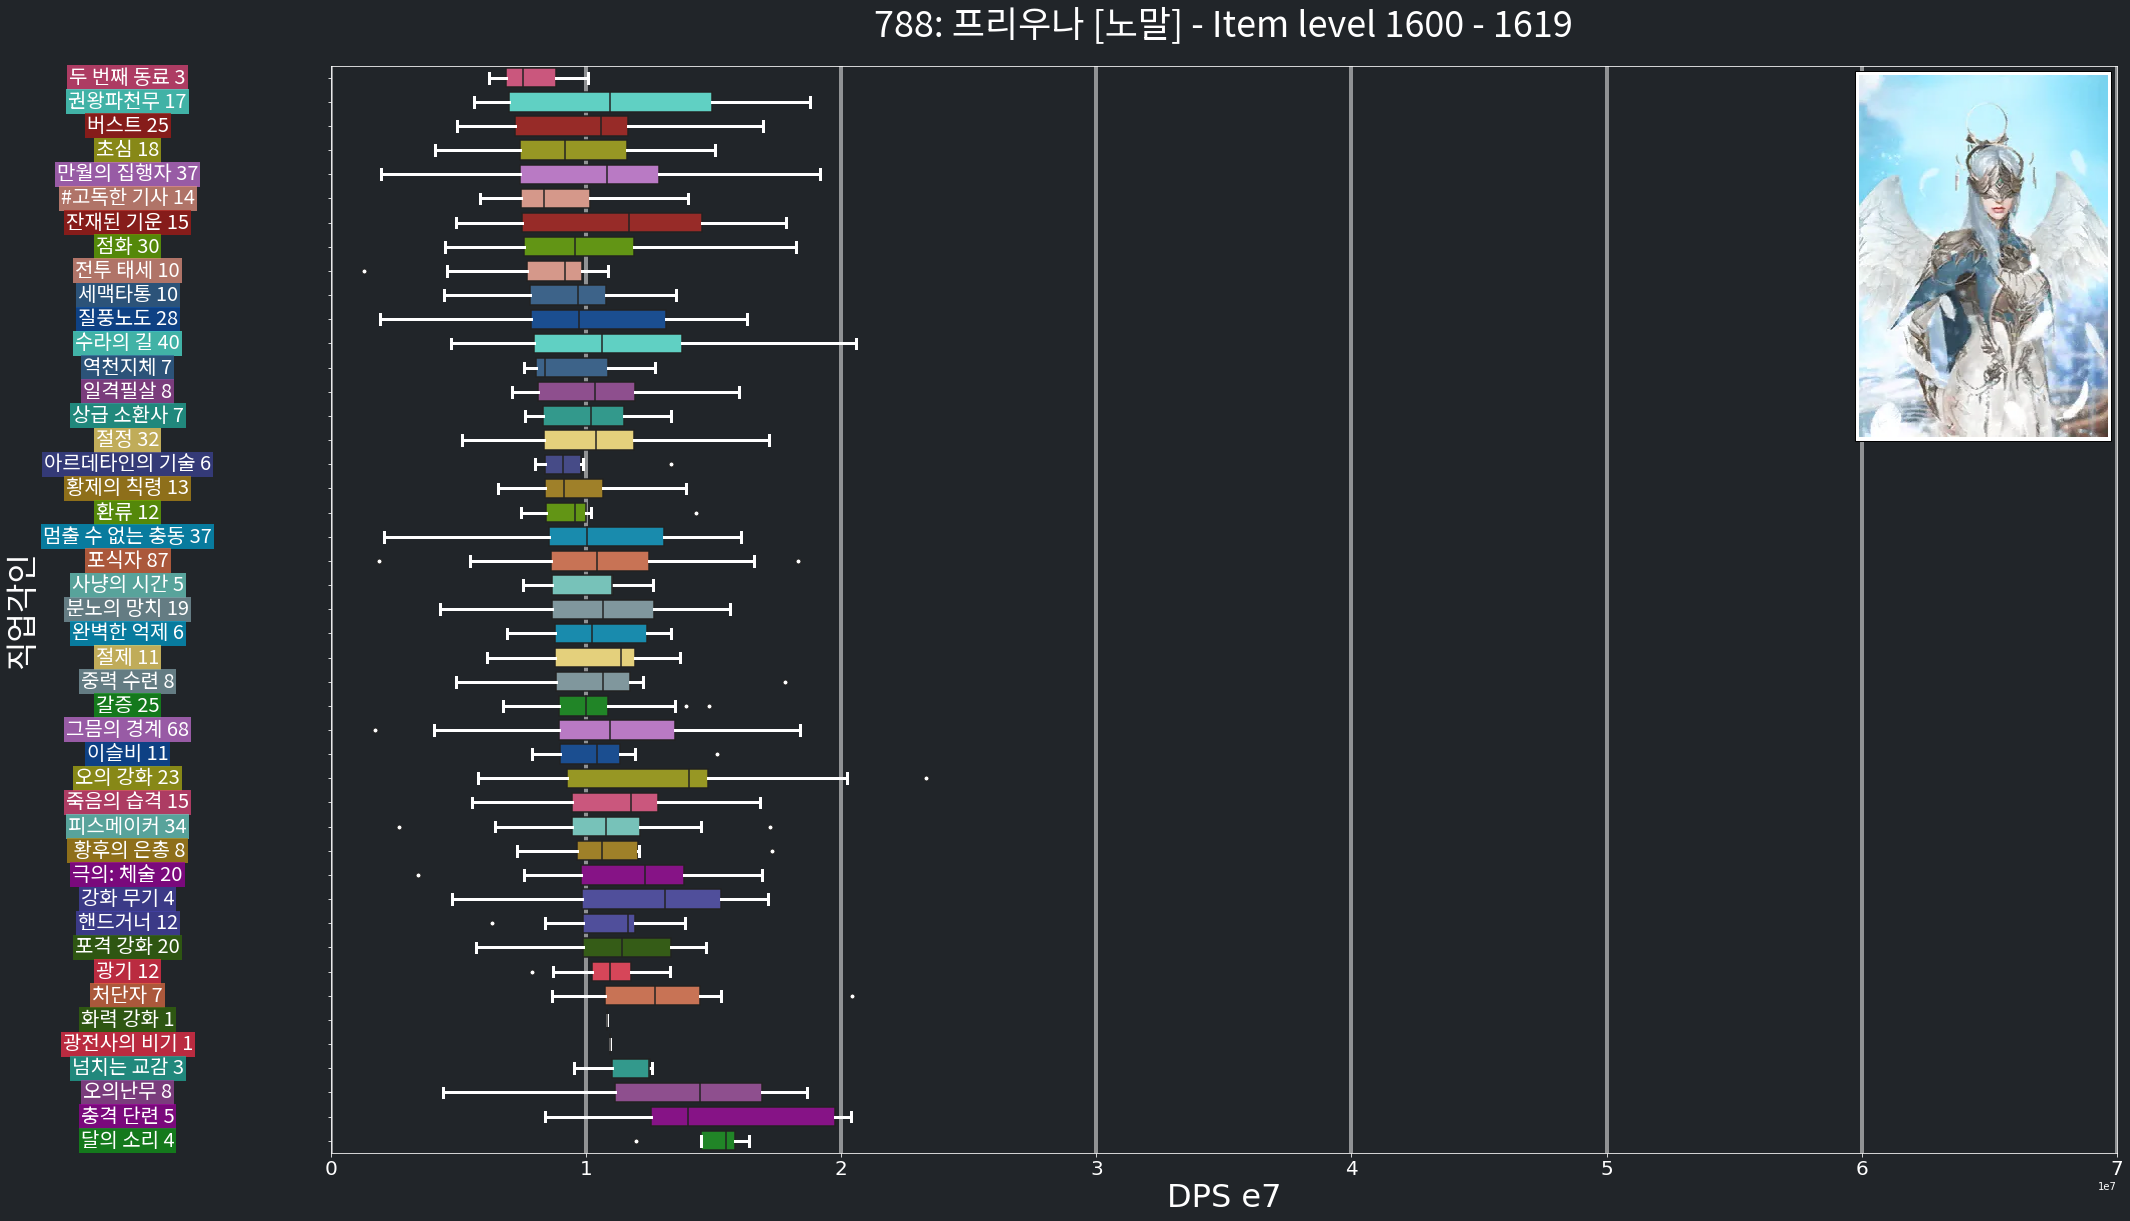 788: 프리우나 [노말] - Item level 1600 - 1619
직업각인
두 번째 동료 3
권왕파천무 17
버스트 25
초심 18
만월의 집행자 37
#고독한 기사 14
잔재된 기운 15
점화 30
전투 태세 10
세맥타통 10
질풍노도 28
수라의 길 40
역천지체 7
일격필살 8
상급 소환사 7
절정 32
아르데타인의 기술 6
황제의 칙령 13
환류 12
멈출 수 없는 충동 37
포식자 87
사냥의 시간 5
분노의 망치 19
완벽한 억제 6
절제 11
중력 수련 8
갈증 25
그믐의 경계 68
이슬비 11
오의 강화 23
죽음의 습격 15
피스메이커 34
황후의 은총 8
극의: 체술 20
강화 무기 4
핸드거너 12
포격 강화 20
광기 12
처단자 7
화력 강화 1
광전사의 비기 1
넘치는 교감 3
오의난무 8
충격 단련 5
달의 소리 4
0 1 2 3 4 5 6 7
1e7
DPS e7